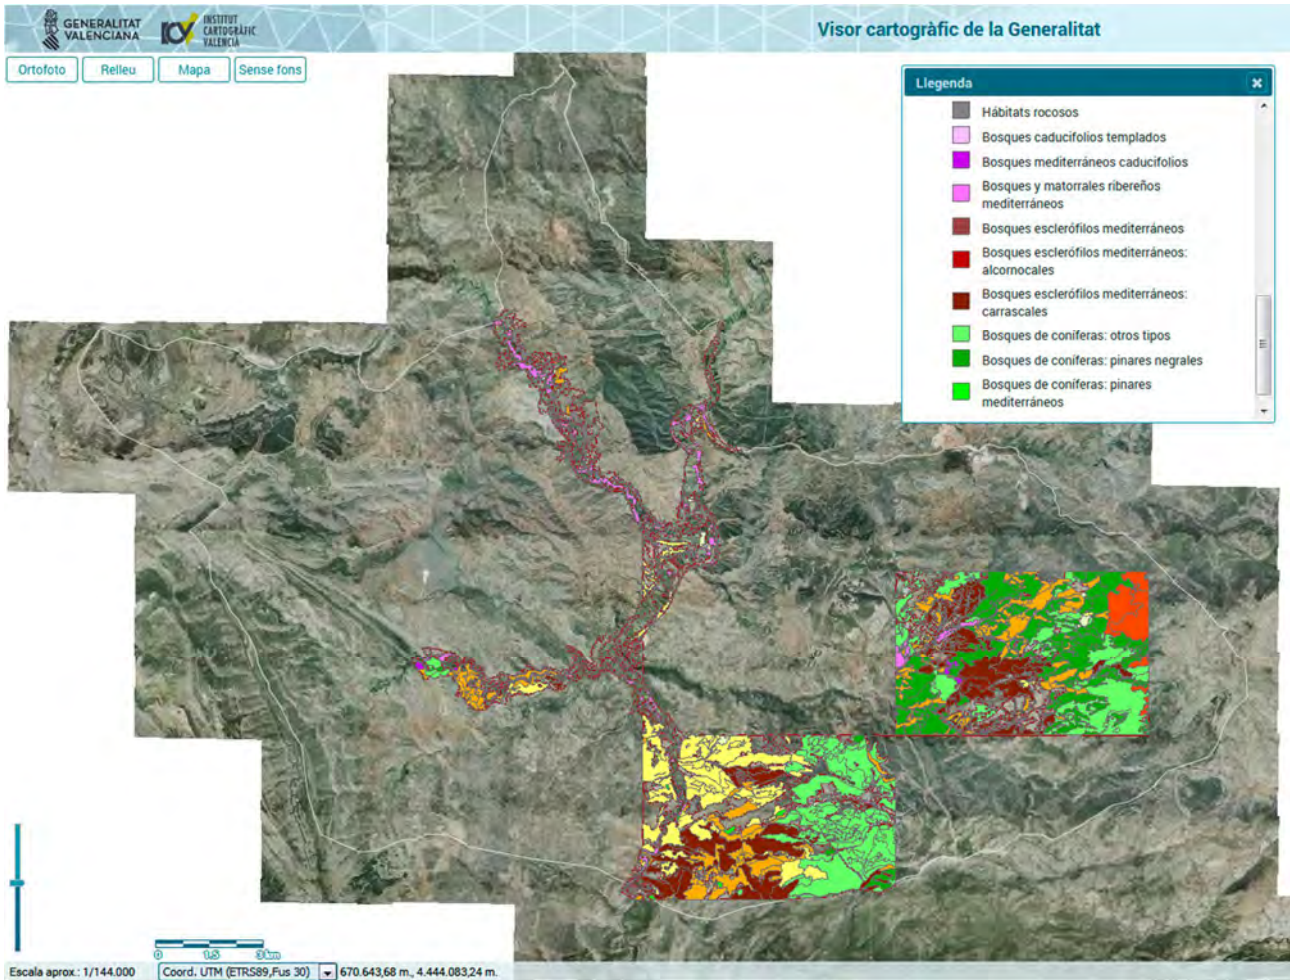 GENERALITAT
VALENCIANA
ICV
INSTITUT
CARTOGRÀFIC
VALENCIÀ
Visor cartogràfic de la Generalitat
Ortofoto
Relleu
Mapa
Sense fons
Llegenda
Hábitats rocosos
Bosques caducifolios templados
Bosques mediterráneos caducifolios
Bosques y matorrales ribereños
mediterráneos
Bosques esclerófilos mediterráneos
Bosques esclerófilos mediterráneos:
alcornocales
Bosques esclerófilos mediterráneos:
carrascales
Bosques de coníferas: otros tipos
Bosques de coníferas: pinares negrales
Bosques de coníferas: pinares
mediterráneos
0 1.5 3 km
Escala aprox.: 1/144.000 Coord. UTM (ETRS89,Fus 30) 670.643,68 m., 4.444.083,24 m.